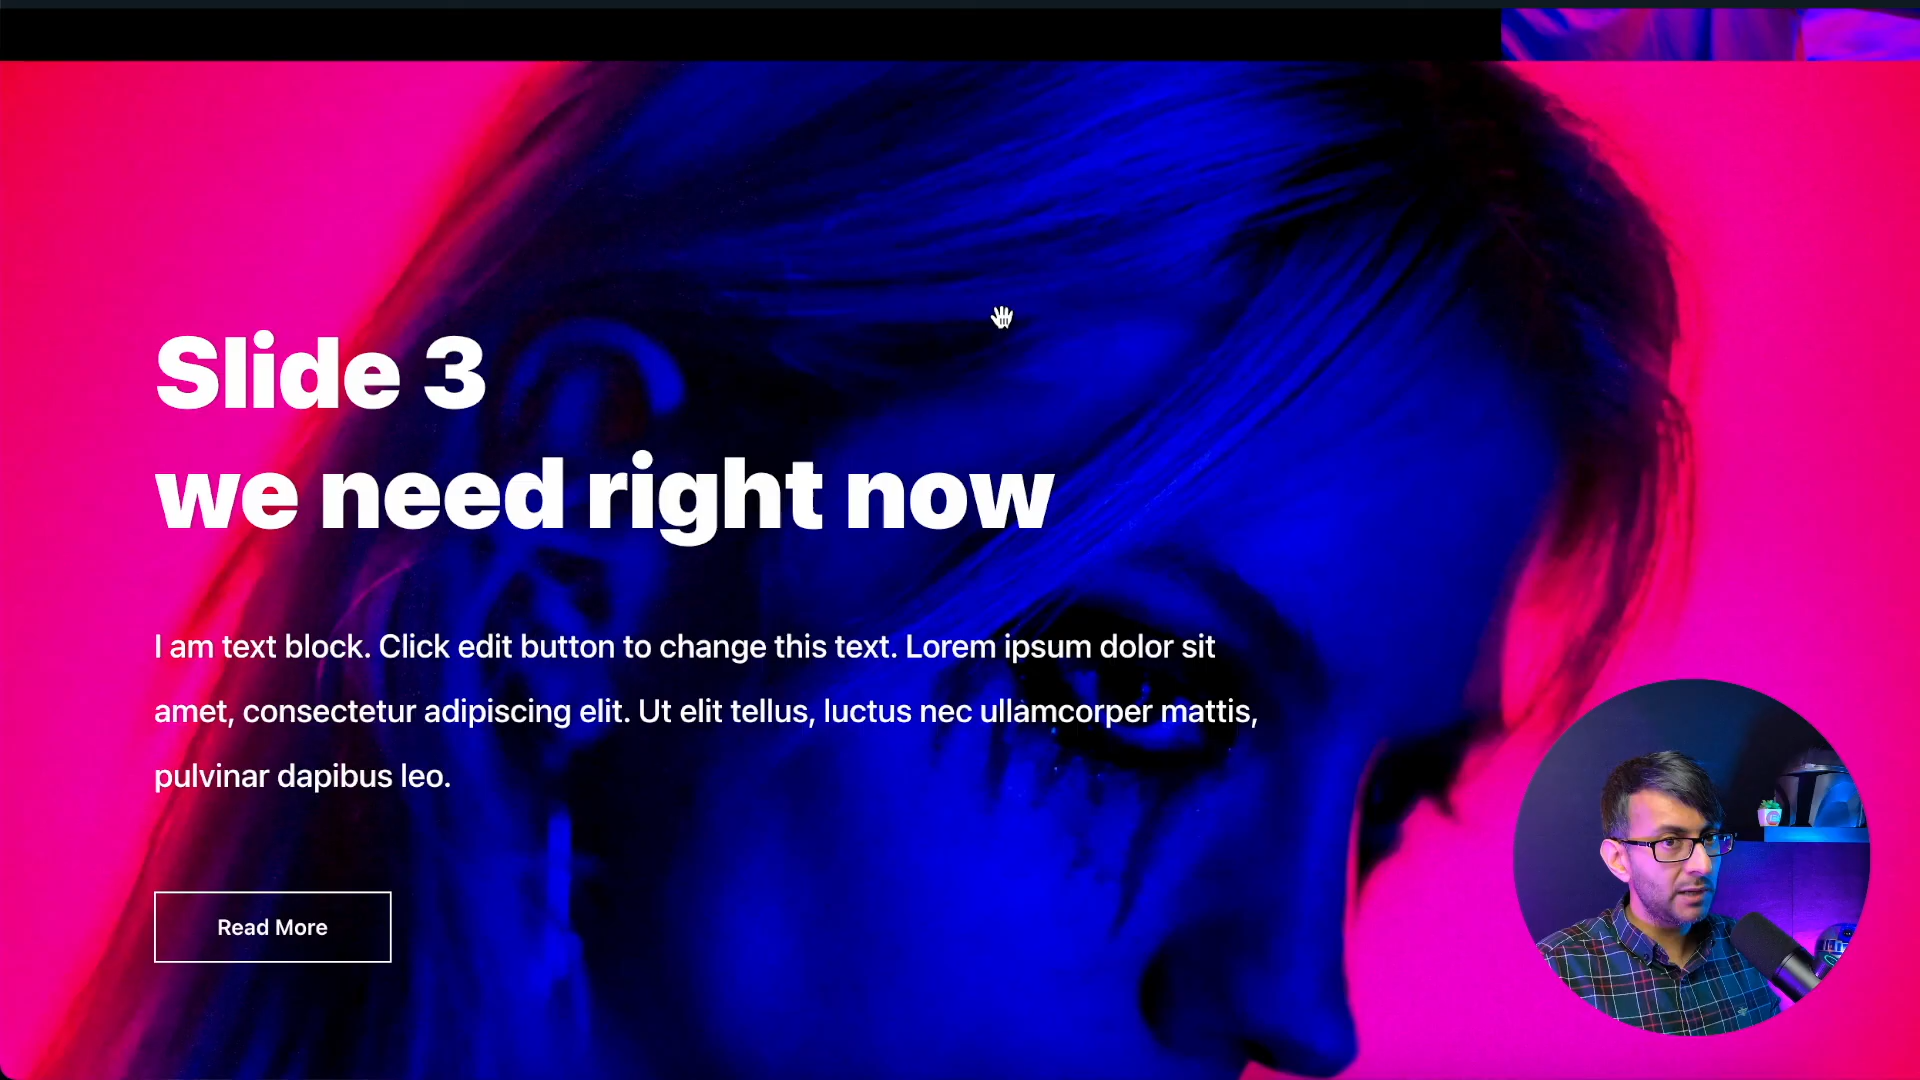 Slide 3
we need right now
I am text block. Click edit button to change this text. Lorem ipsum dolor sit
amet, consectetur adipiscing elit. Ut elit tellus, luctus nec ullamcorper mattis,
pulvinar dapibus leo.
Read More